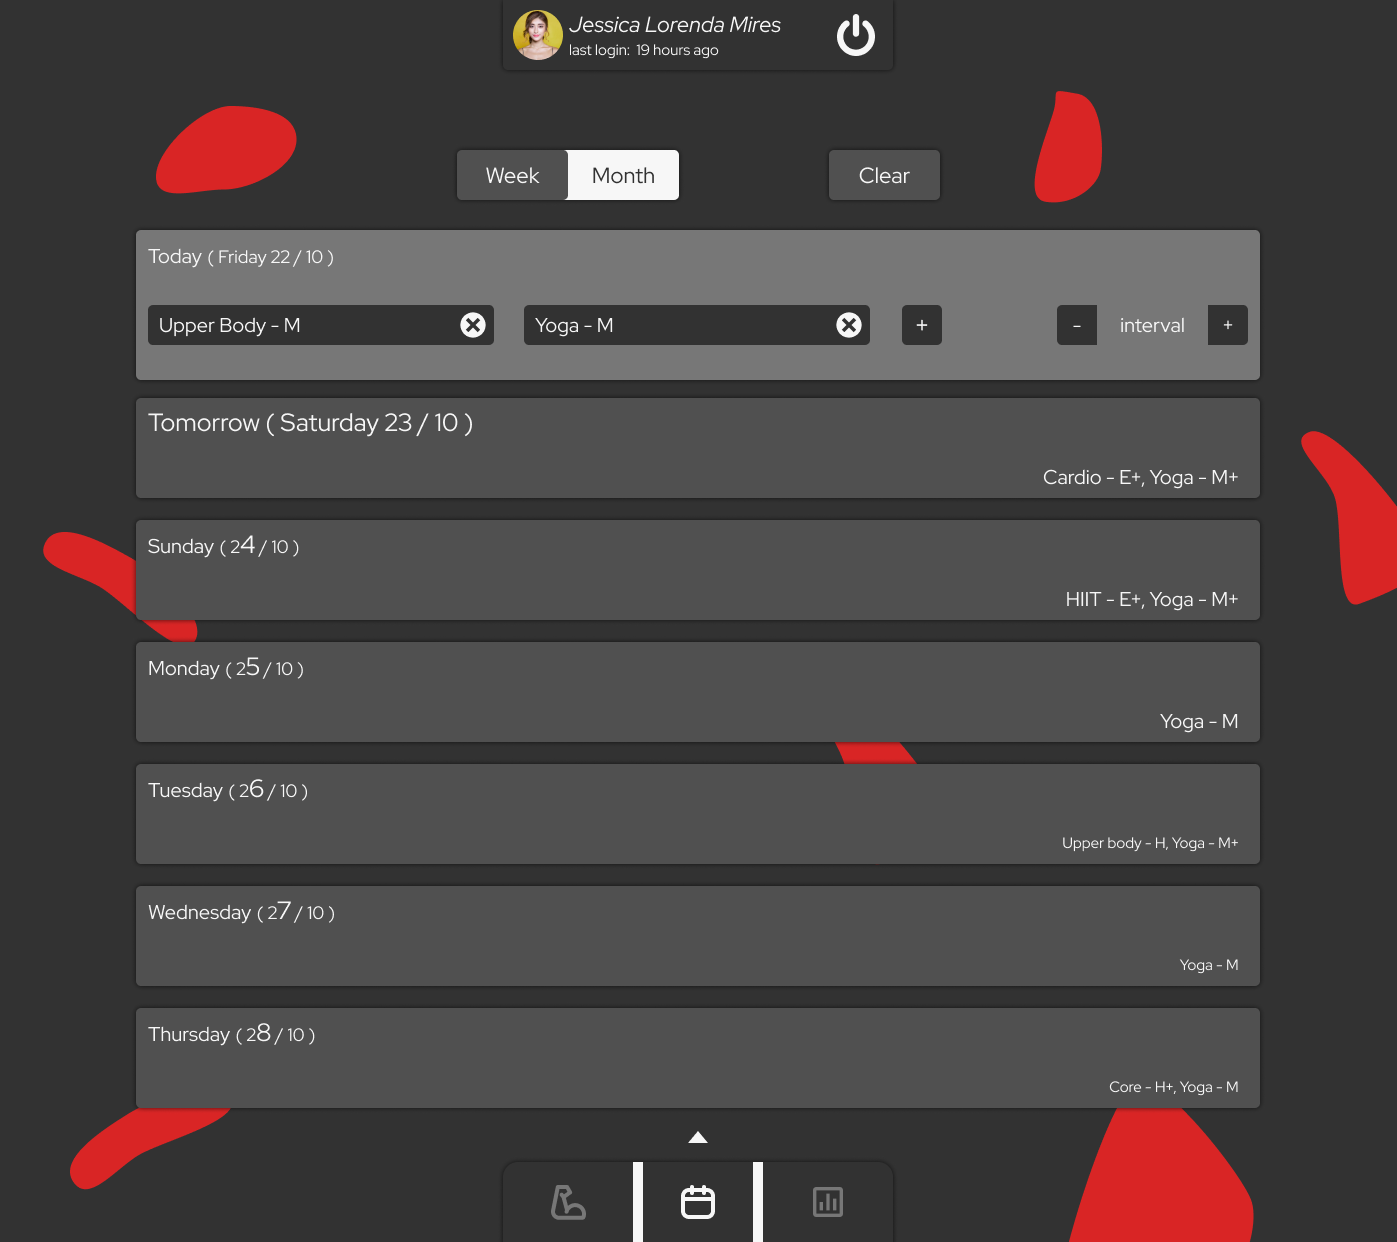 Jessica Lorenda Mires
last login: 19 hours ago
Week Month Clear
Today ( Friday 22 / 10 )
Upper Body - M Yoga - M + - interval +
Tomorrow ( Saturday 23 / 10 )
Cardio - E+, Yoga - M+
Sunday ( 24 / 10 )
HIIT - E+, Yoga - M+
Monday ( 25 / 10 )
Yoga - M
Tuesday ( 26 / 10 )
Upper body - H, Yoga - M+
Wednesday ( 27 / 10 )
Yoga - M
Thursday ( 28 / 10 )
Core - H+, Yoga - M